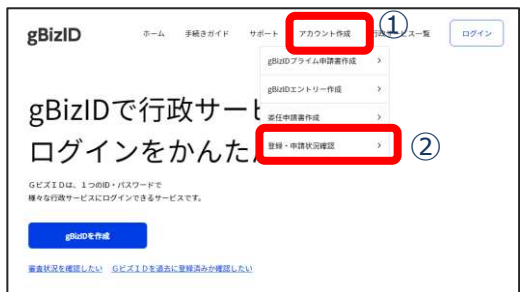 gBizID ホーム 手続きガイド サポート アカウント作成 行政サービス一覧 ログイン
①
gBizIDプライム申請書作成 >
gBizIDエントリー作成 >
委任申請書作成 >
登録・申請状況確認 >
②
gBizIDで行政サービ
ログインをかんた
GビズIDは、1つのID・パスワードで
様々な行政サービスにログインできるサービスです。
gBizIDを作成
審査状況を確認したい GビズIDを過去に登録済みか確認したい